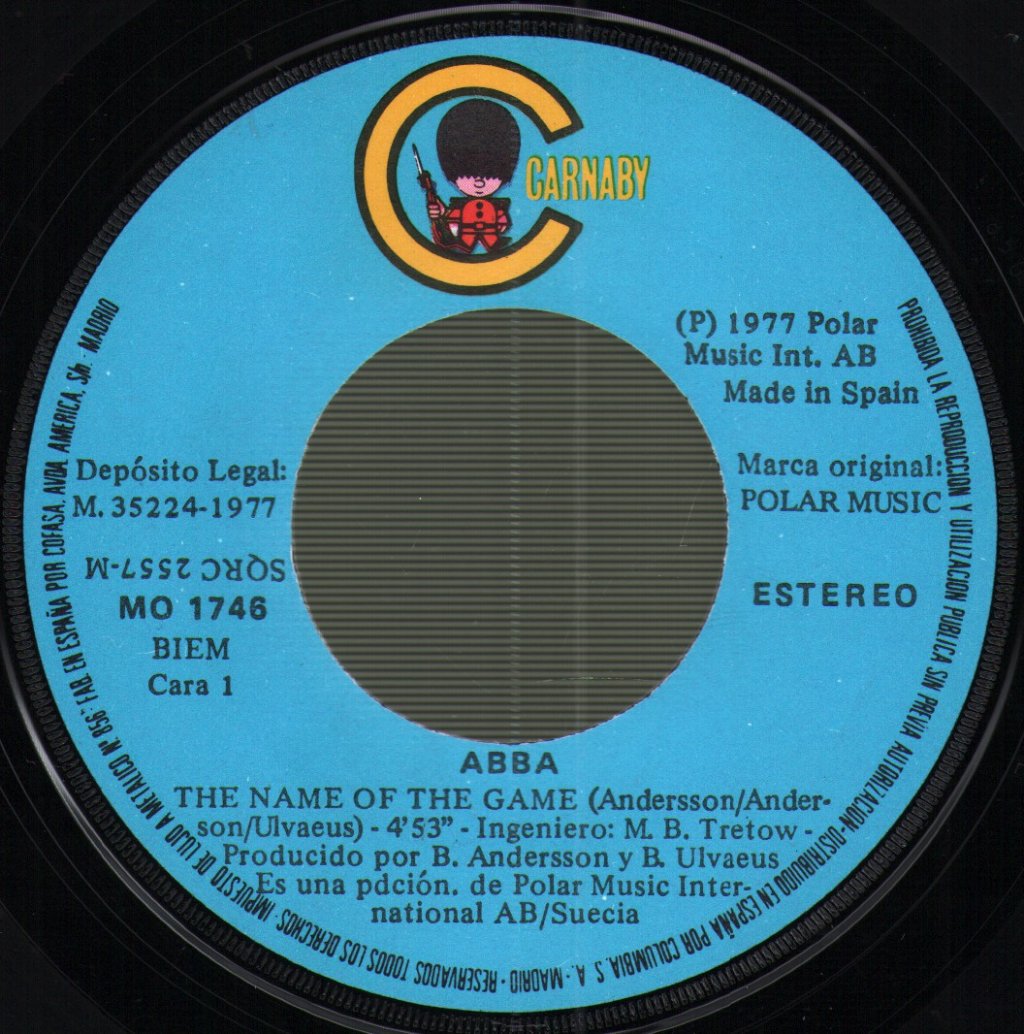 CARNABY
(P) 1977 Polar
Music Int. AB
Made in Spain
Depósito Legal:
M. 35224-1977
Marca original:
POLAR MUSIC
SQRC 2557-M
MO 1746
BIEM
Cara 1
ESTEREO
ABBA
THE NAME OF THE GAME (Andersson/Ander-
son/Ulvaeus) - 4'53" - Ingeniero: M. B. Tretow -
Producido por B. Andersson y B. Ulvaeus
Es una pdción. de Polar Music Inter-
national AB/Suecia
PROHIBIDA LA REPRODUCCION Y UTILIZACION PUBLICA SIN PREVIA AUTORIZACION - DISTRIBUIDO EN ESPAÑA POR COLUMBIA, S. A. - MADRID - RESERVADOS TODOS LOS DERECHOS - IMPUESTO DE LUJO A METALICO N.º 856 - FAB. EN ESPAÑA POR COFASA. AVDA. AMERICA, S/n - MADRID